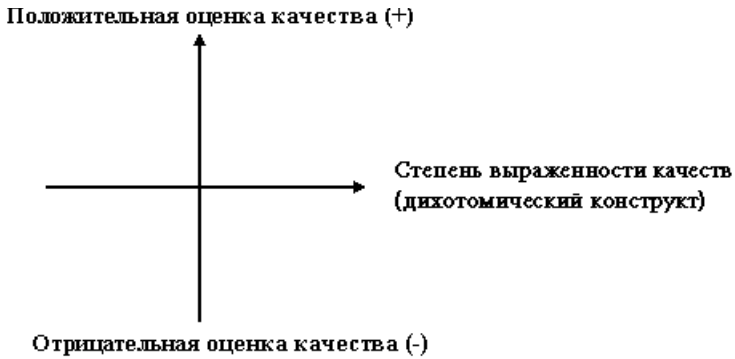 Положительная оценка качества (+)
Степень выраженности качеств
(дихотомический конструкт)
Отрицательная оценка качества (-)